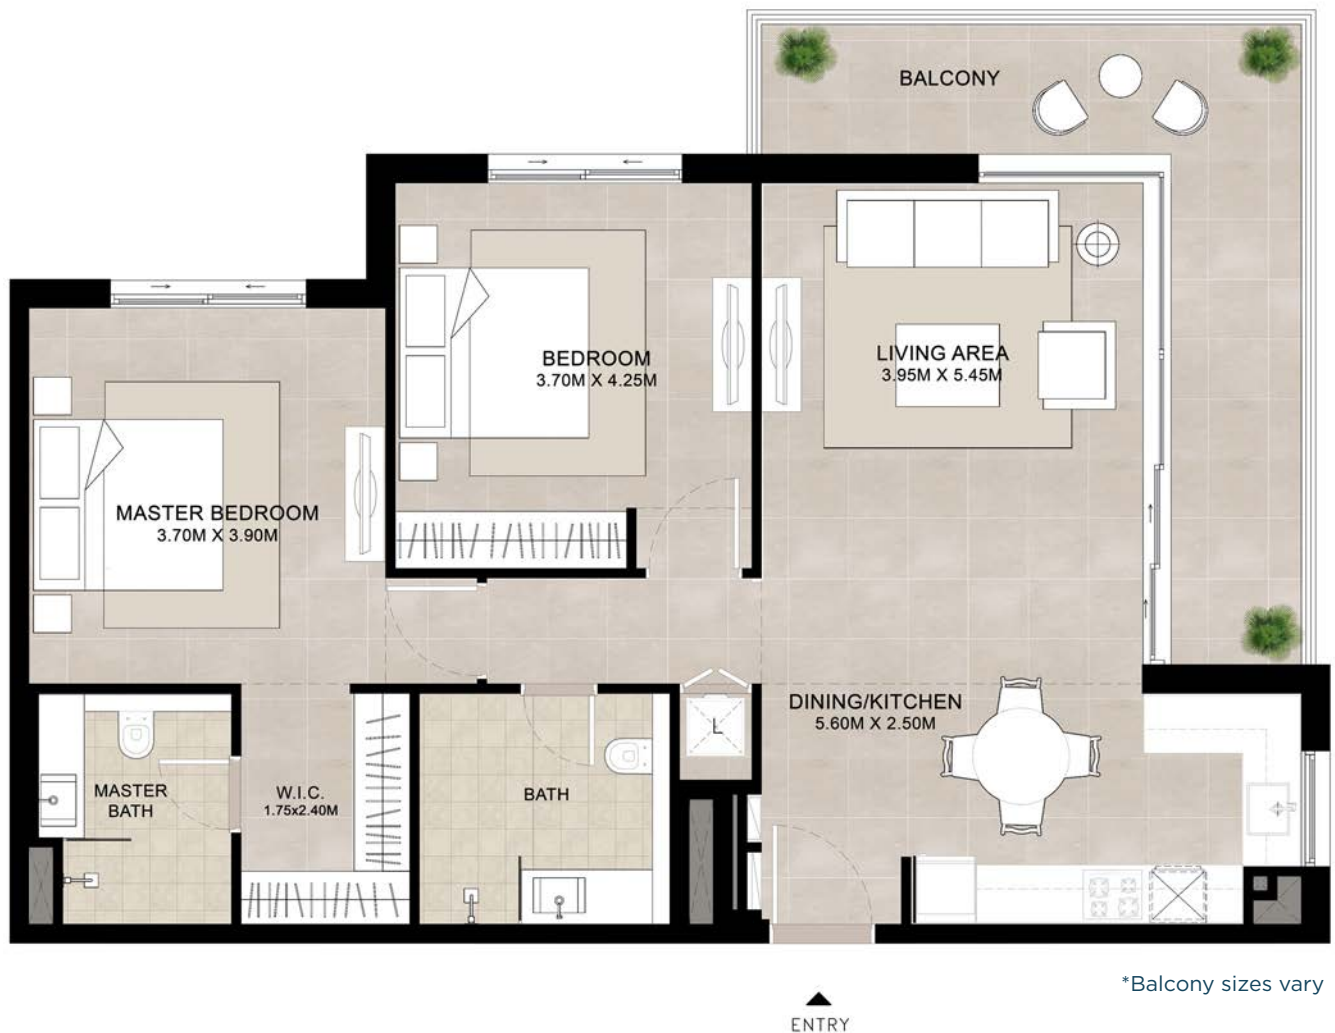 BALCONY
BEDROOM
3.70M X 4.25M
LIVING AREA
3.95M X 5.45M
MASTER BEDROOM
3.70M X 3.90M
DINING/KITCHEN
5.60M X 2.50M
L
MASTER
BATH
W.I.C.
1.75x2.40M
BATH
*Balcony sizes vary
ENTRY